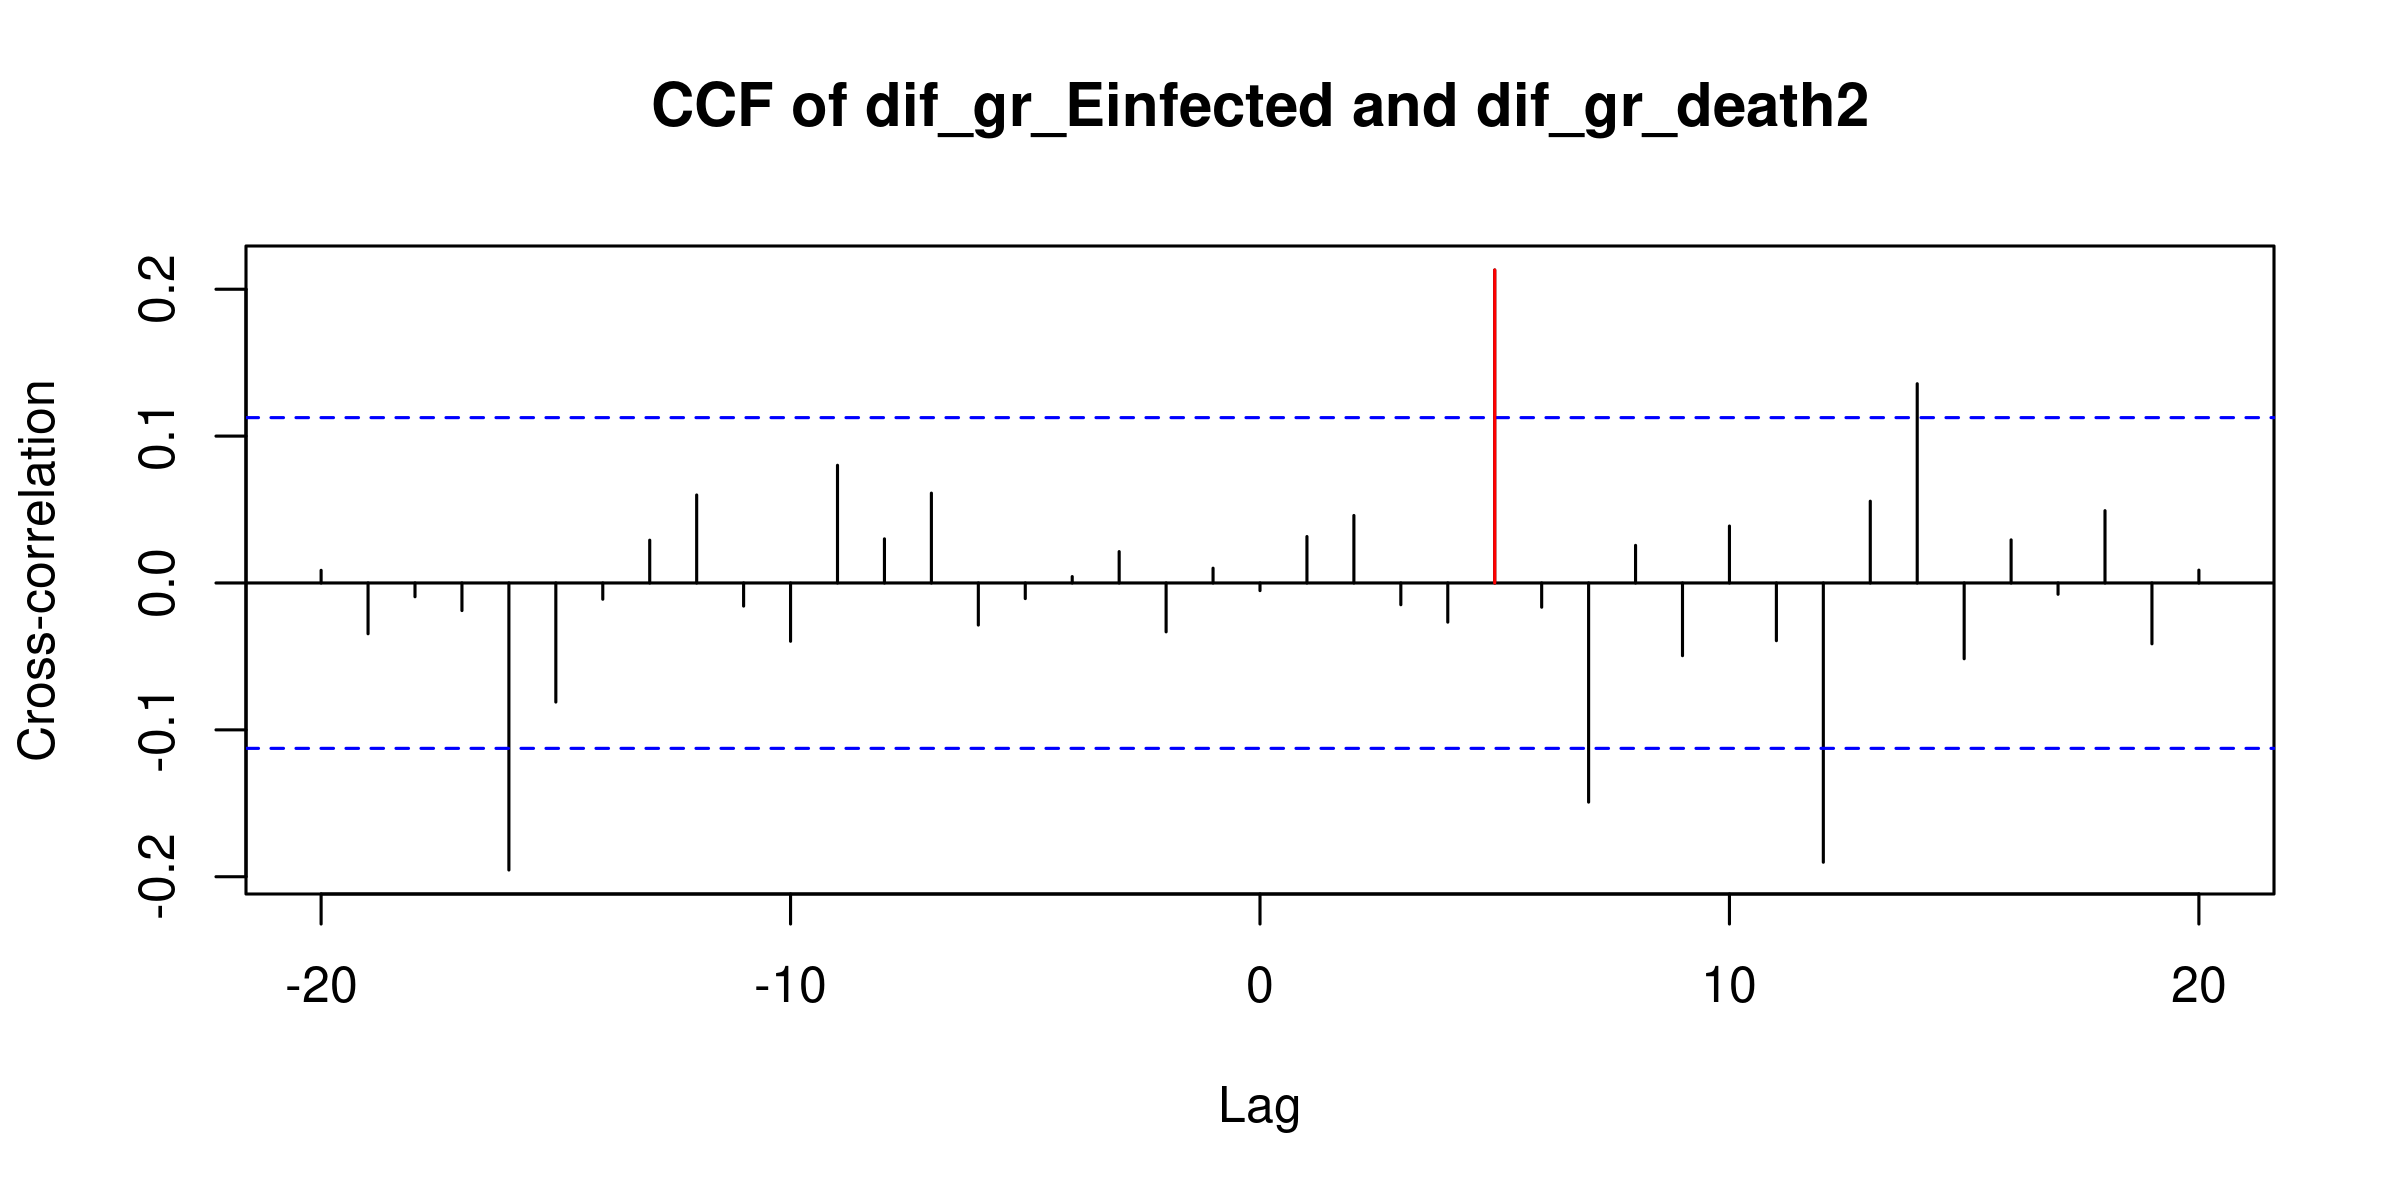 CCF of dif_gr_Einfected and dif_gr_death2
Cross-correlation
0.2
0.1
0.0
-0.1
-0.2
-20 -10 0 10 20
Lag